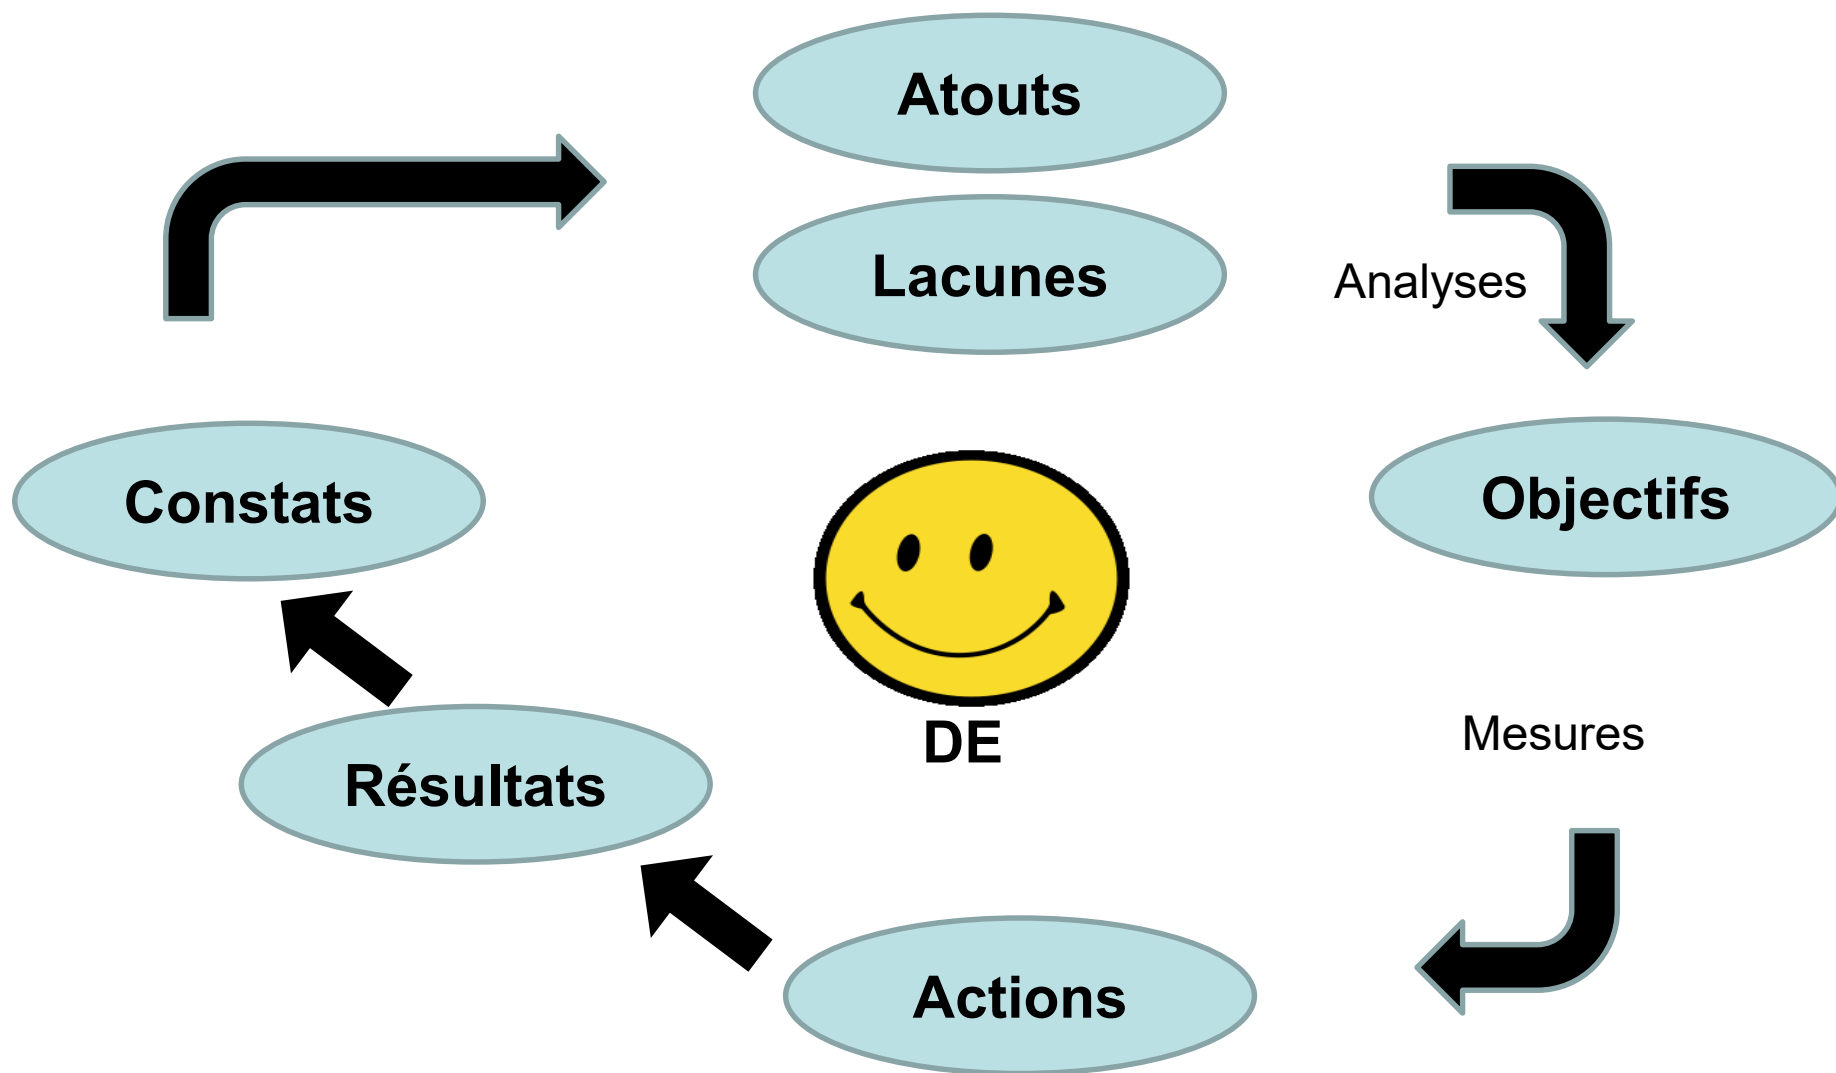 Atouts
Lacunes
Analyses
Constats
Objectifs
DE
Mesures
Résultats
Actions